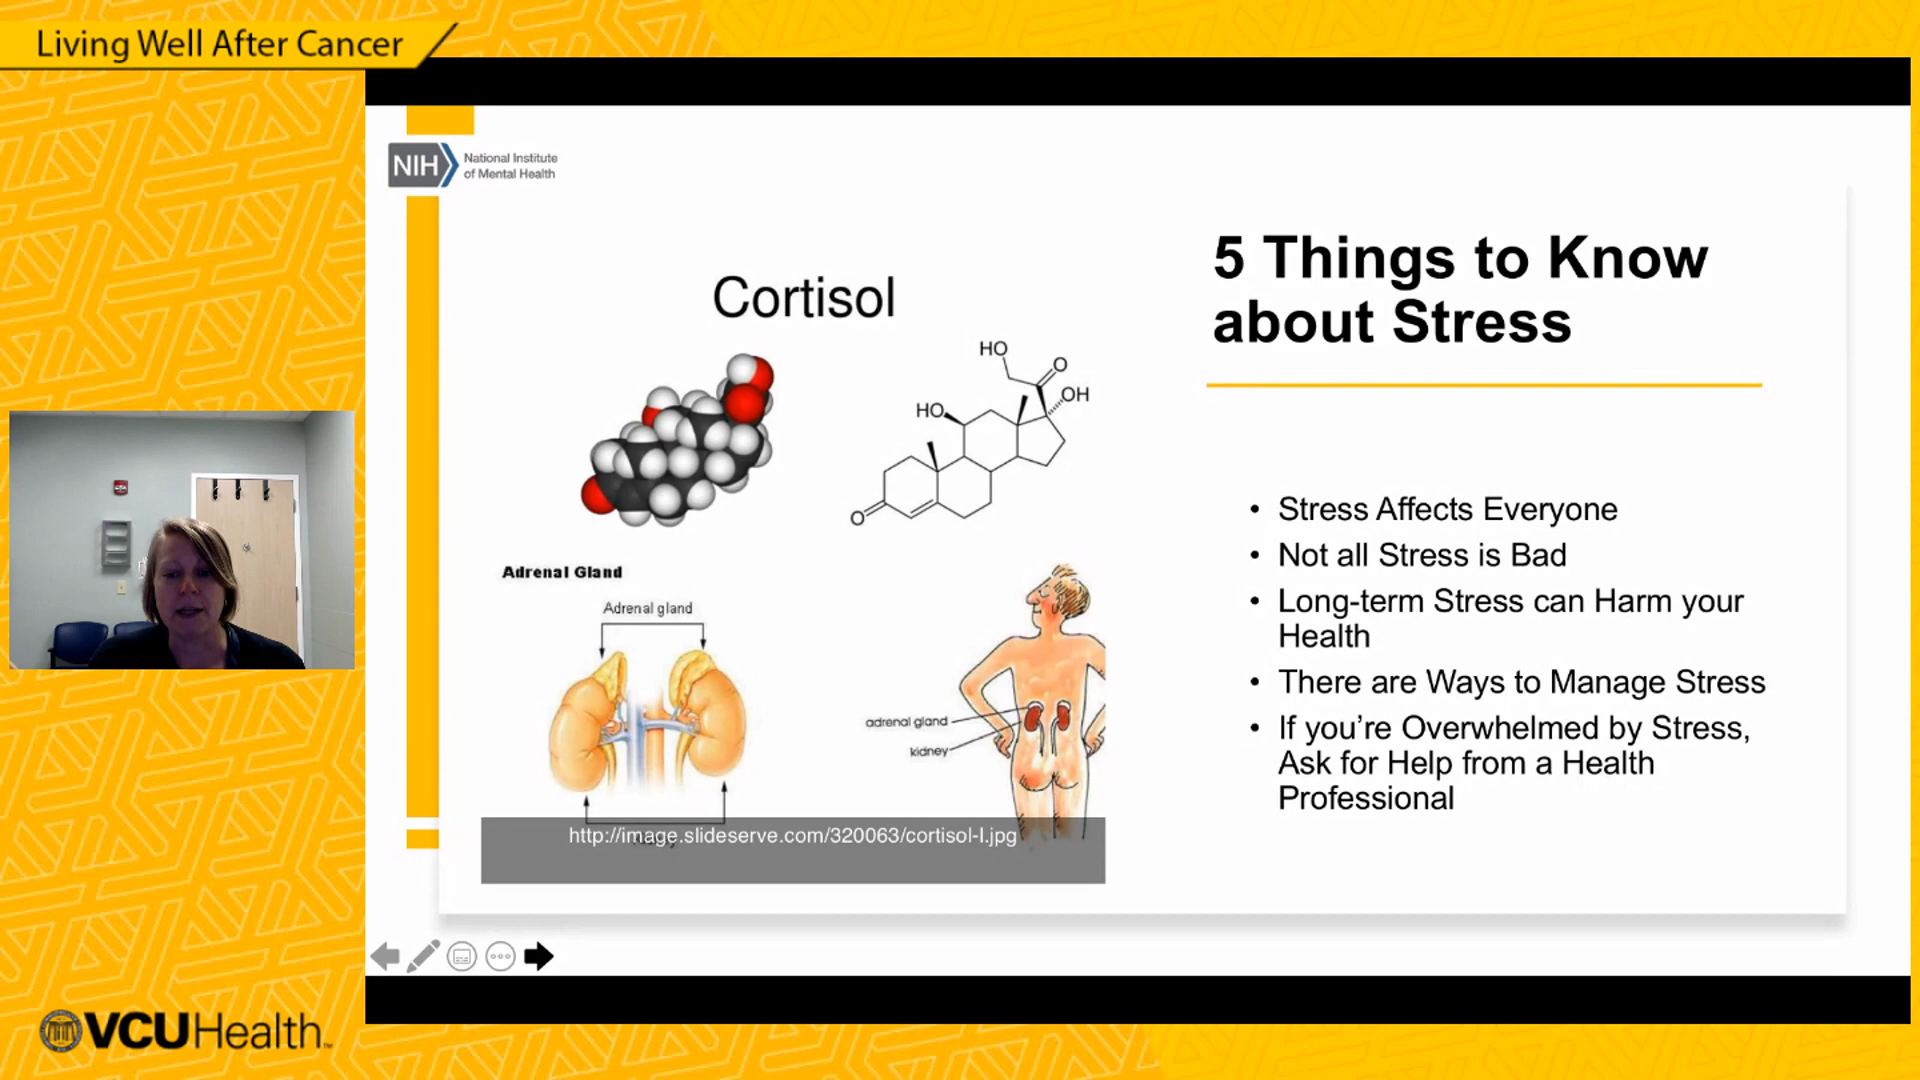 Living Well After Cancer
NIH
National Institute
of Mental Health
Cortisol
HO
O
OH
HO
O
Adrenal Gland
Adrenal gland
adrenal gland
kidney
http://image.slideserve.com/320063/cortisol-l.jpg
5 Things to Know
about Stress
• Stress Affects Everyone
• Not all Stress is Bad
• Long-term Stress can Harm your
Health
• There are Ways to Manage Stress
• If you’re Overwhelmed by Stress,
Ask for Help from a Health
Professional
VCUHealth™